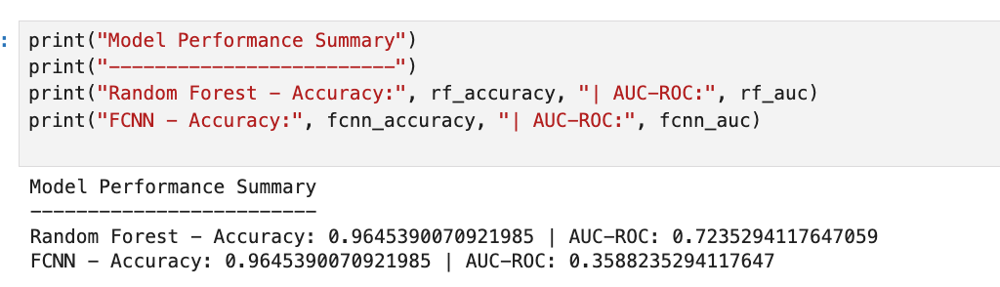 :
print("Model Performance Summary")
print("-------------------------")
print("Random Forest - Accuracy:", rf_accuracy, "| AUC-ROC:", rf_auc)
print("FCNN - Accuracy:", fcnn_accuracy, "| AUC-ROC:", fcnn_auc)
Model Performance Summary
-------------------------
Random Forest - Accuracy: 0.9645390070921985 | AUC-ROC: 0.7235294117647059
FCNN - Accuracy: 0.9645390070921985 | AUC-ROC: 0.3588235294117647